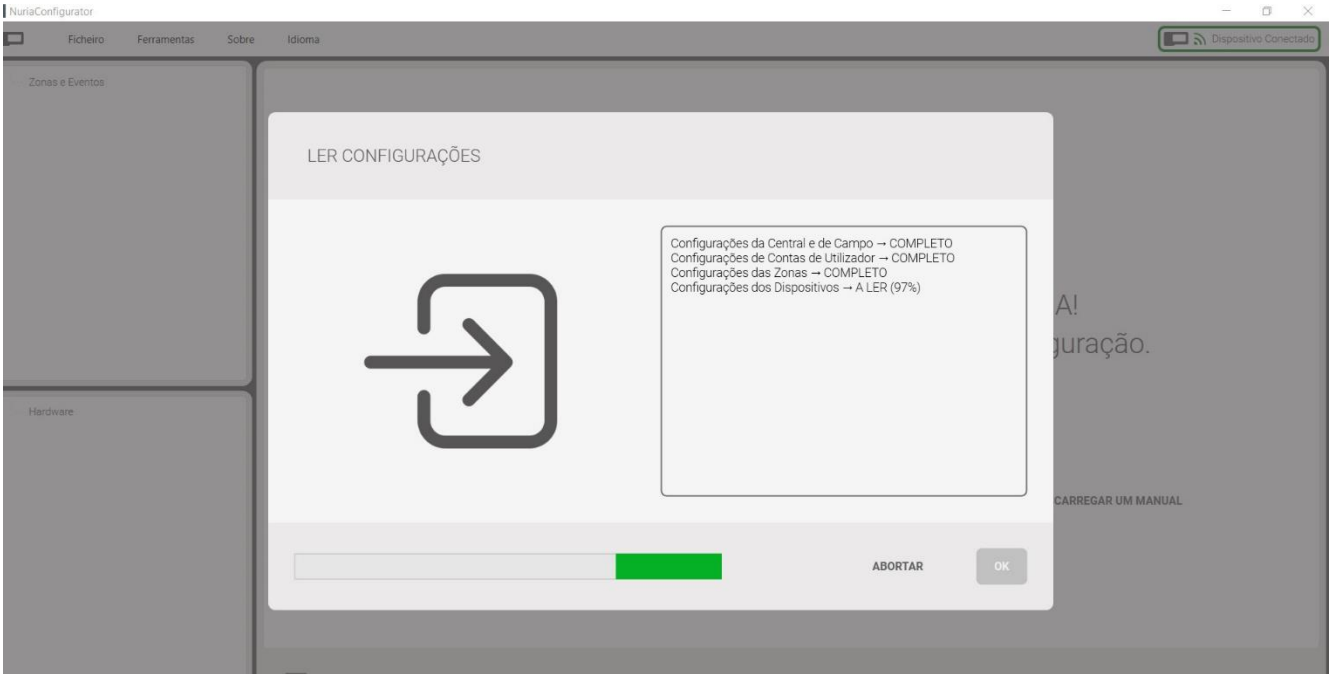 NuriaConfigurator
Ficheiro Ferramentas Sobre Idioma Dispositivo Conectado
Zonas e Eventos
LER CONFIGURAÇÕES
Configurações da Central e de Campo → COMPLETO
Configurações de Contas de Utilizador → COMPLETO
Configurações das Zonas → COMPLETO
Configurações dos Dispositivos → A LER (97%)
A!
guração.
Hardware
CARREGAR UM MANUAL
ABORTAR OK